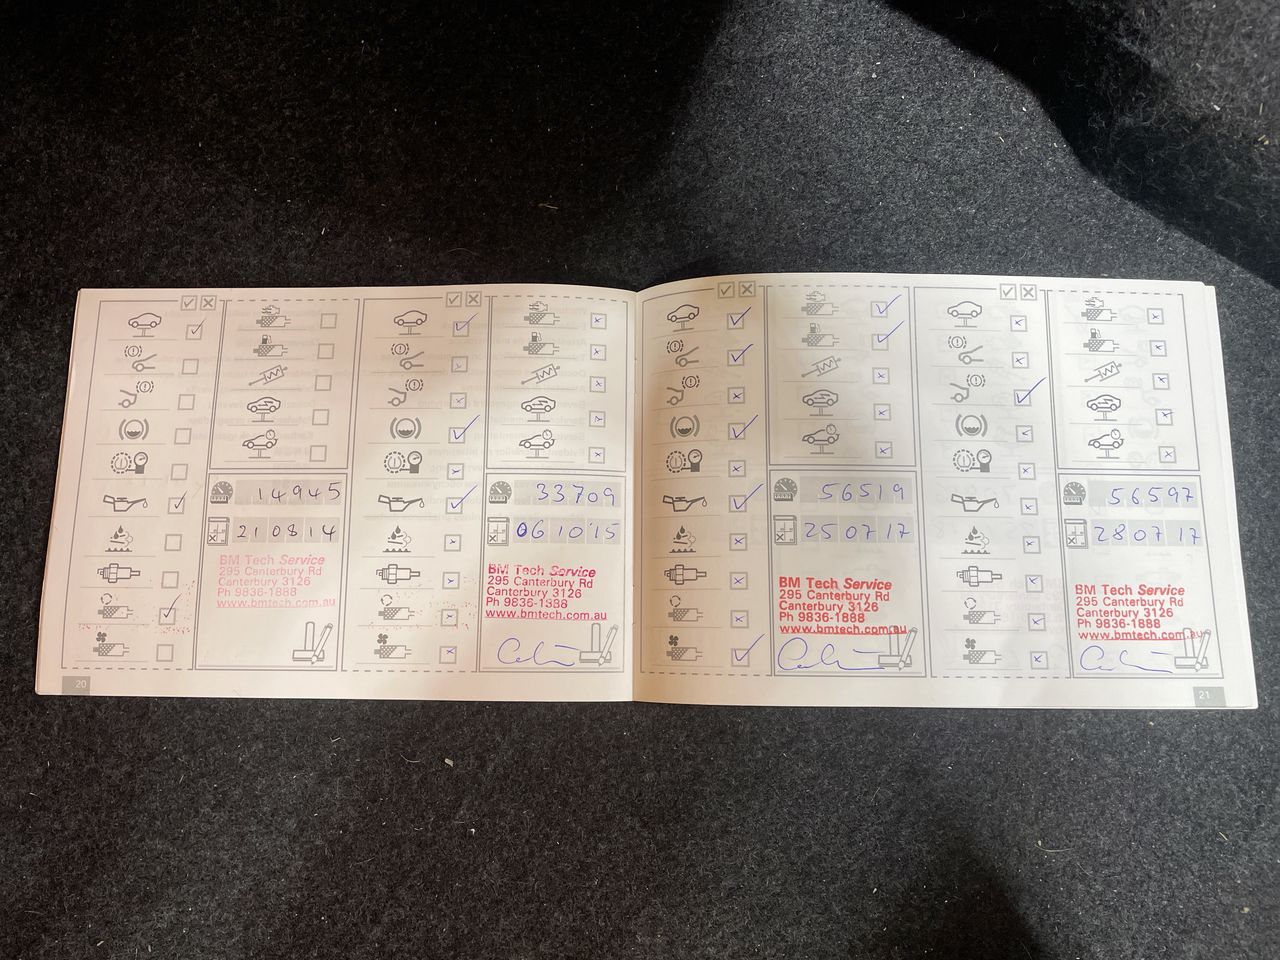 14945
210814
BM Tech Service
295 Canterbury Rd
Canterbury 3126
Ph 9836-1888
www.bmtech.com.au
33709
061015
BM Tech Service
295 Canterbury Rd
Canterbury 3126
Ph 9836-1888
www.bmtech.com.au
20
56519
250717
BM Tech Service
295 Canterbury Rd
Canterbury 3126
Ph 9836-1888
www.bmtech.com.au
56597
280717
BM Tech Service
295 Canterbury Rd
Canterbury 3126
Ph 9836-1888
www.bmtech.com.au
21